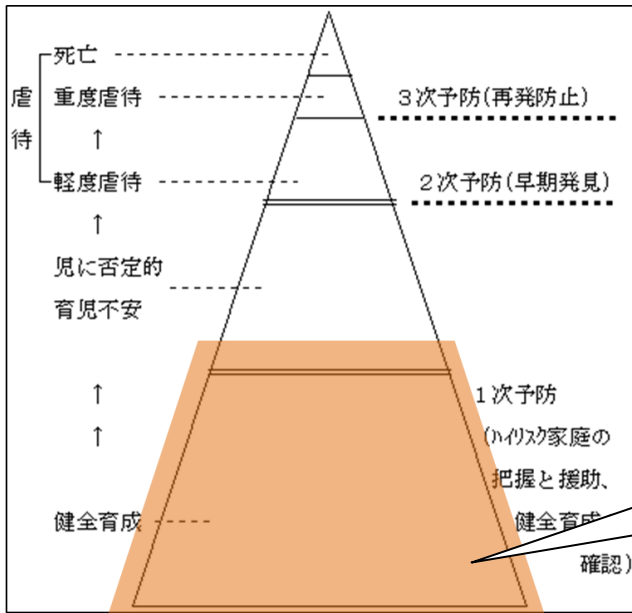 死亡
虐待
重度虐待
3次予防(再発防止)
↑
軽度虐待
2次予防(早期発見)
↑
児に否定的
育児不安
↑
↑
1次予防
(ﾊｲﾘｽｸ家庭の
把握と援助、
健全育成
健全育成
確認)